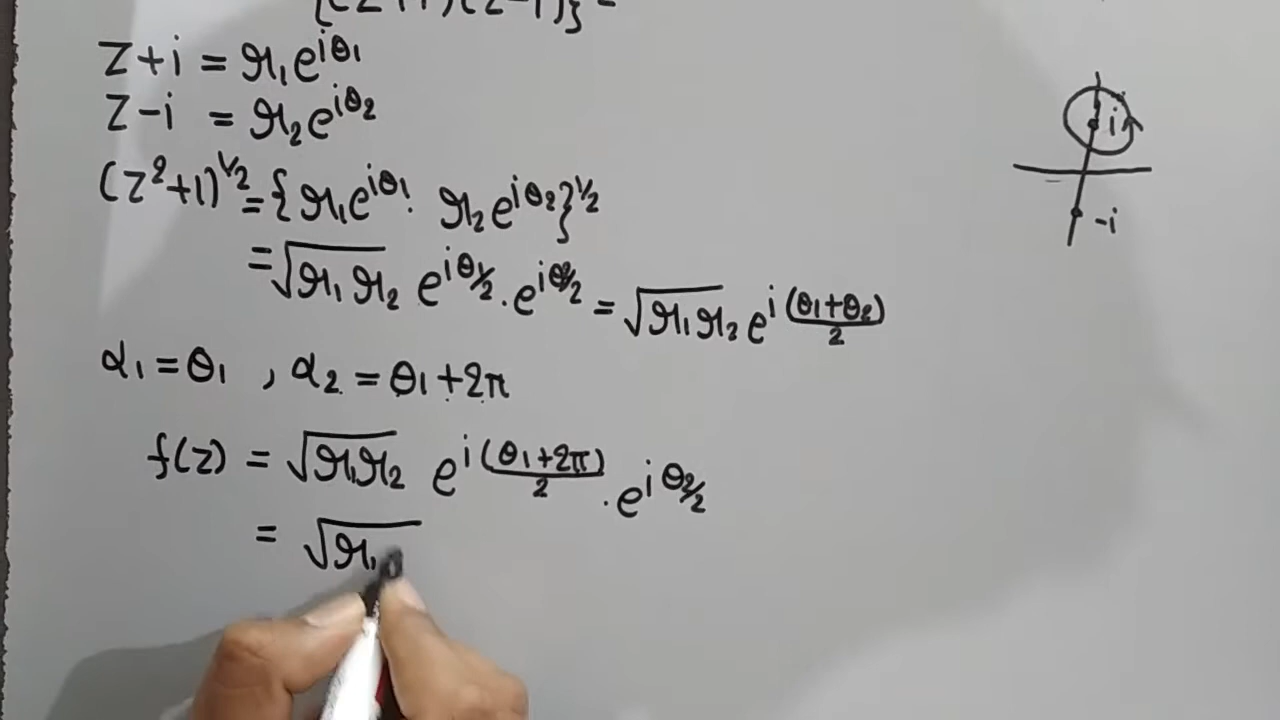 {(z+i)(z-i)}
z+i = r₁e^{iθ₁}
z-i = r₂e^{iθ₂}
(z²+1)^{1/2} = {r₁e^{iθ₁} · r₂e^{iθ₂}}^{1/2}
= √(r₁r₂) e^{iθ₁/2} . e^{iθ₂/2} = √(r₁r₂) e^{i(θ₁+θ₂)/2}
α₁ = θ₁ , α₂ = θ₁+2π
f(z) = √(r₁r₂) e^{i(θ₁+2π)/2} . e^{iθ₂/2}
= √r₁
i
-i